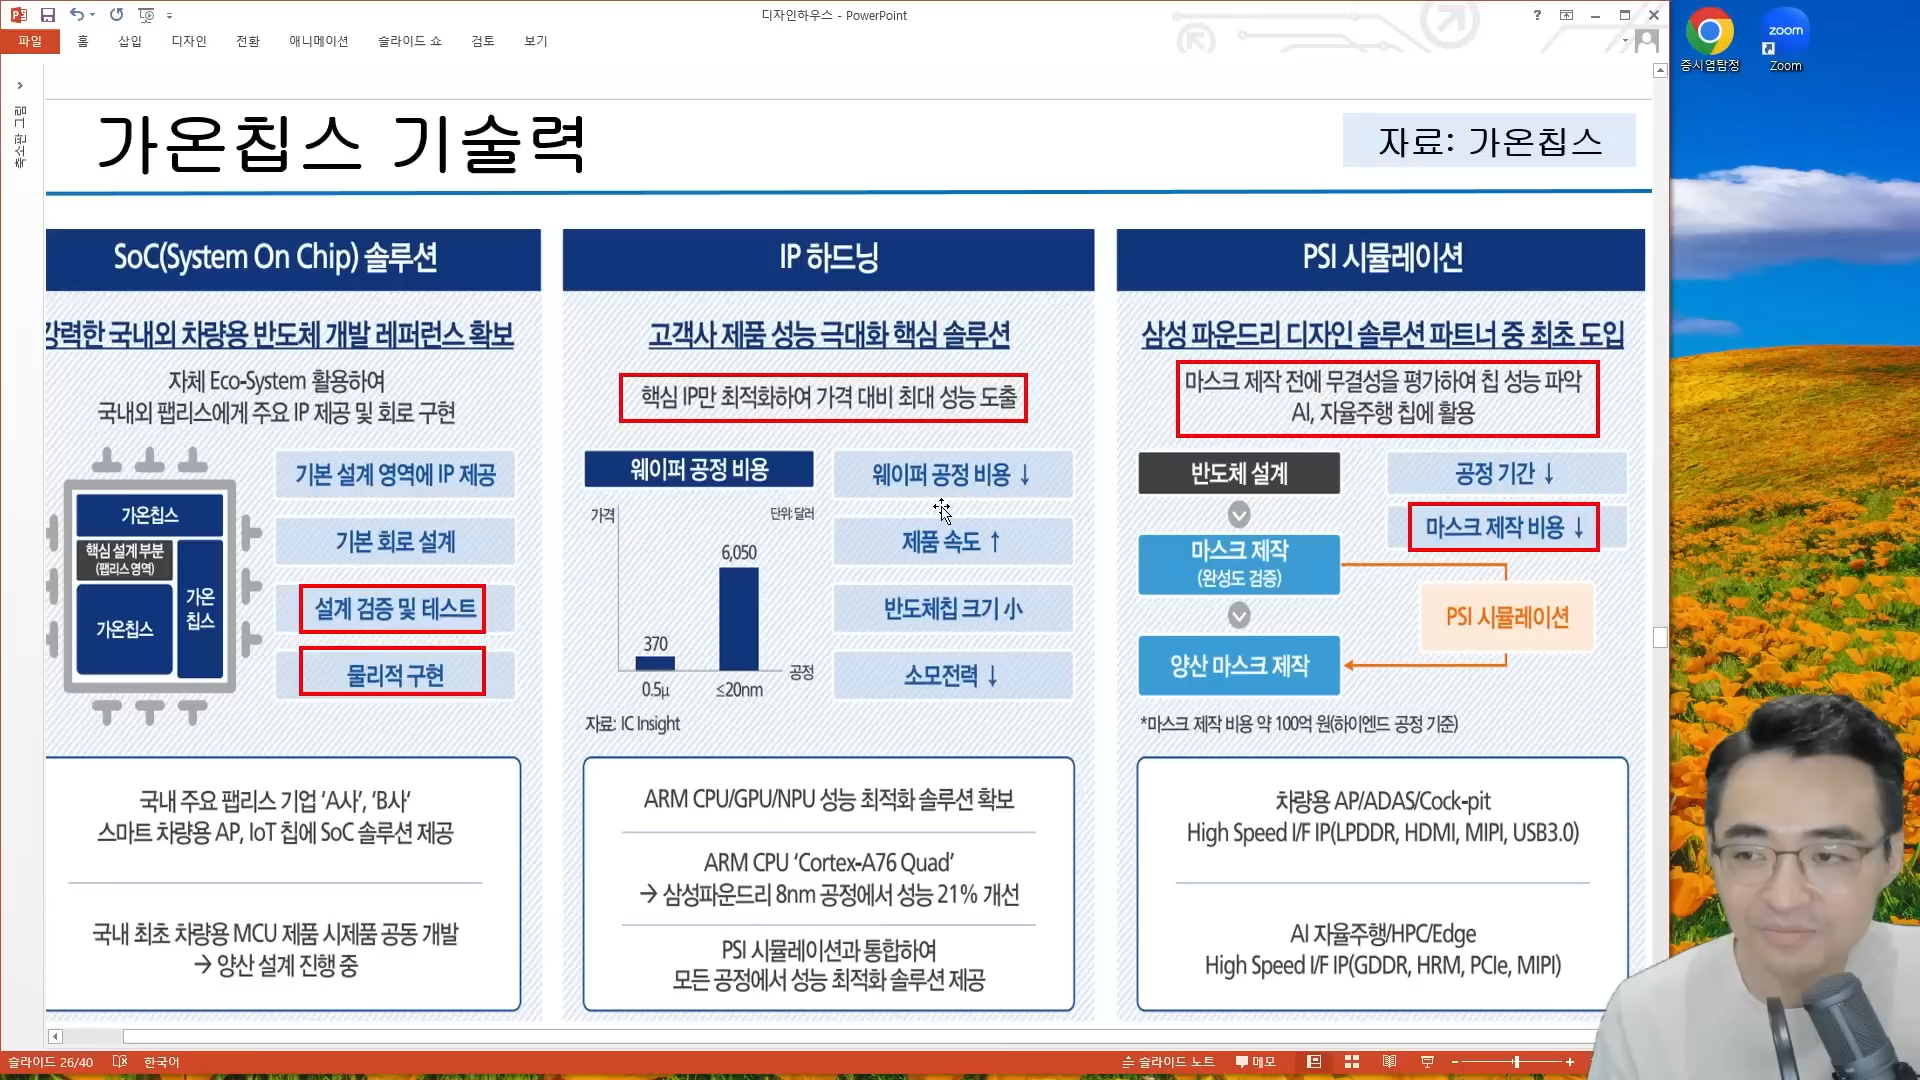 디자인하우스 - PowerPoint
파일 홈 삽입 디자인 전환 애니메이션 슬라이드 쇼 검토 보기
증시염탐정
zoom
Zoom
축소판 그림
가온칩스 기술력
자료: 가온칩스
SoC(System On Chip) 솔루션
강력한 국내외 차량용 반도체 개발 레퍼런스 확보
자체 Eco-System 활용하여
국내외 팹리스에게 주요 IP 제공 및 회로 구현
가온칩스
핵심 설계 부분
(팹리스 영역)
가온칩스
가온
칩스
기본 설계 영역에 IP 제공
기본 회로 설계
설계 검증 및 테스트
물리적 구현
국내 주요 팹리스 기업 ‘A사’, ‘B사’
스마트 차량용 AP, IoT 칩에 SoC 솔루션 제공
국내 최초 차량용 MCU 제품 시제품 공동 개발
→ 양산 설계 진행 중
IP 하드닝
고객사 제품 성능 극대화 핵심 솔루션
핵심 IP만 최적화하여 가격 대비 최대 성능 도출
웨이퍼 공정 비용
가격
단위:달러
6,050
370
공정
0.5μ
≤20nm
자료: IC Insight
웨이퍼 공정 비용 ↓
제품 속도 ↑
반도체칩 크기 小
소모전력 ↓
ARM CPU/GPU/NPU 성능 최적화 솔루션 확보
ARM CPU ‘Cortex-A76 Quad’
→ 삼성파운드리 8nm 공정에서 성능 21% 개선
PSI 시뮬레이션과 통합하여
모든 공정에서 성능 최적화 솔루션 제공
PSI 시뮬레이션
삼성 파운드리 디자인 솔루션 파트너 중 최초 도입
마스크 제작 전에 무결성을 평가하여 칩 성능 파악
AI, 자율주행 칩에 활용
반도체 설계
마스크 제작
(완성도 검증)
양산 마스크 제작
공정 기간 ↓
마스크 제작 비용 ↓
PSI 시뮬레이션
*마스크 제작 비용 약 100억 원(하이엔드 공정 기준)
차량용 AP/ADAS/Cock-pit
High Speed I/F IP(LPDDR, HDMI, MIPI, USB3.0)
AI 자율주행/HPC/Edge
High Speed I/F IP(GDDR, HRM, PCIe, MIPI)
슬라이드 26/40 한국어 슬라이드 노트 메모